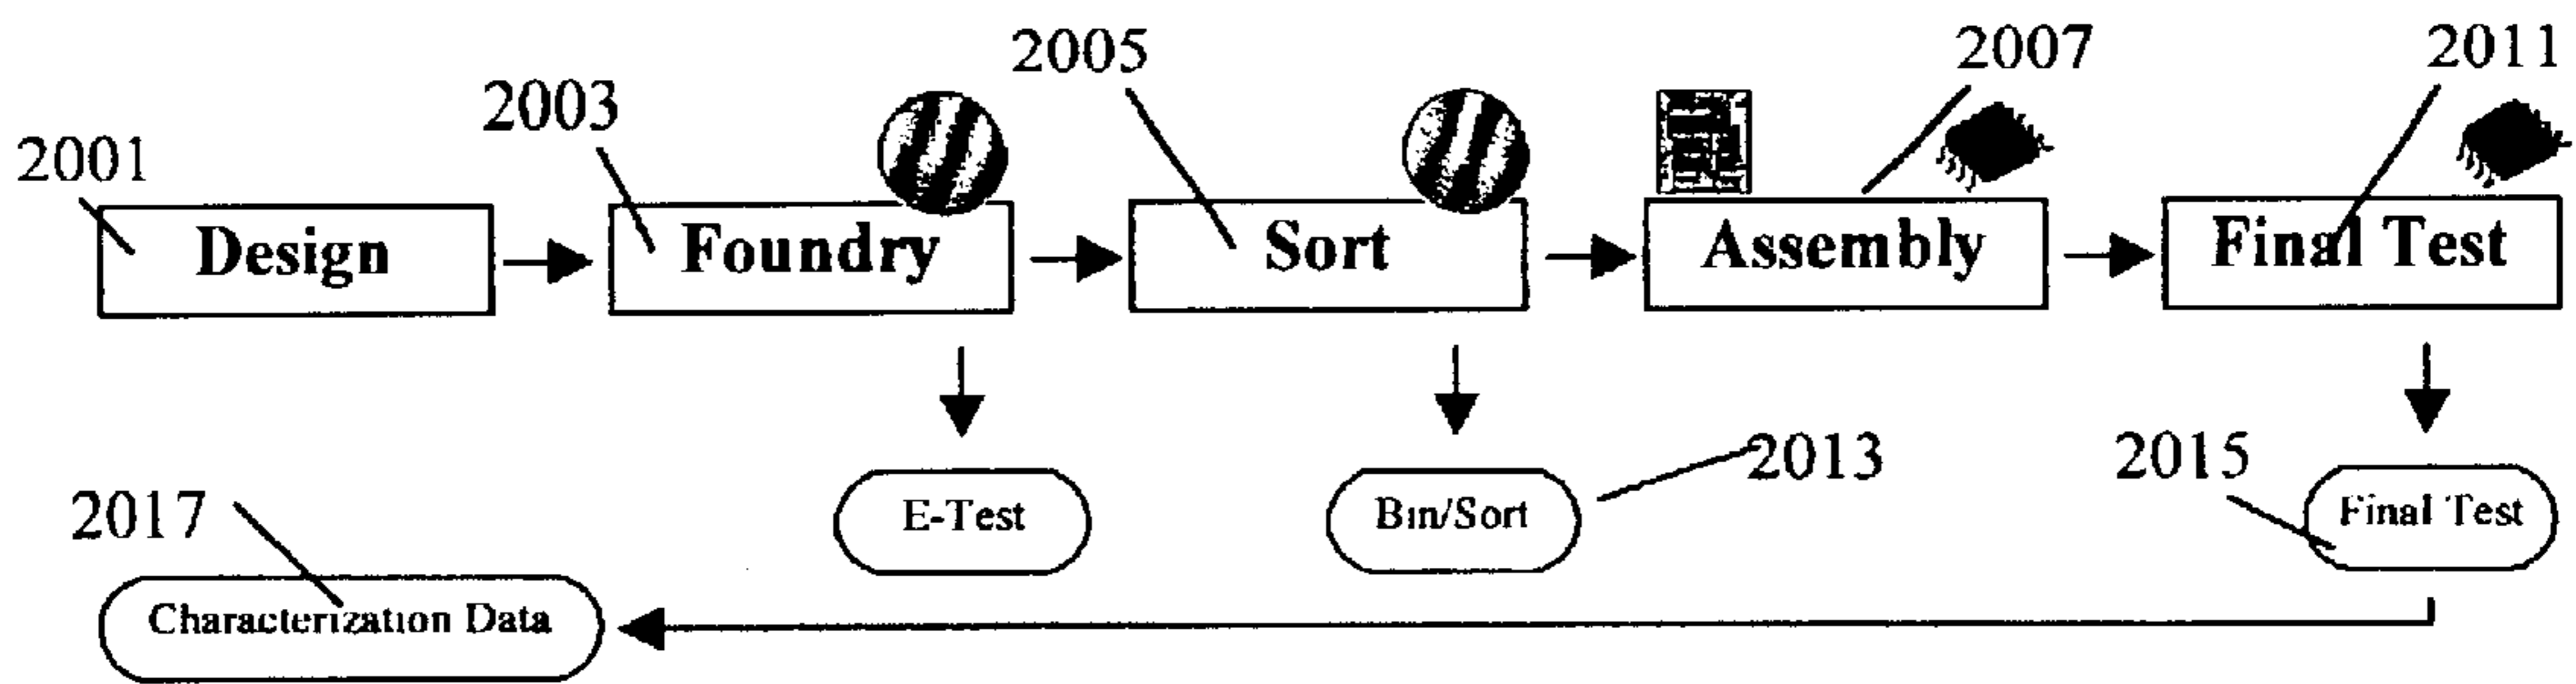 2001
2003
2005
2007
2011
Design
Foundry
Sort
Assembly
Final Test
2013
2015
2017
E-Test
Bin/Sort
Final Test
Characterization Data